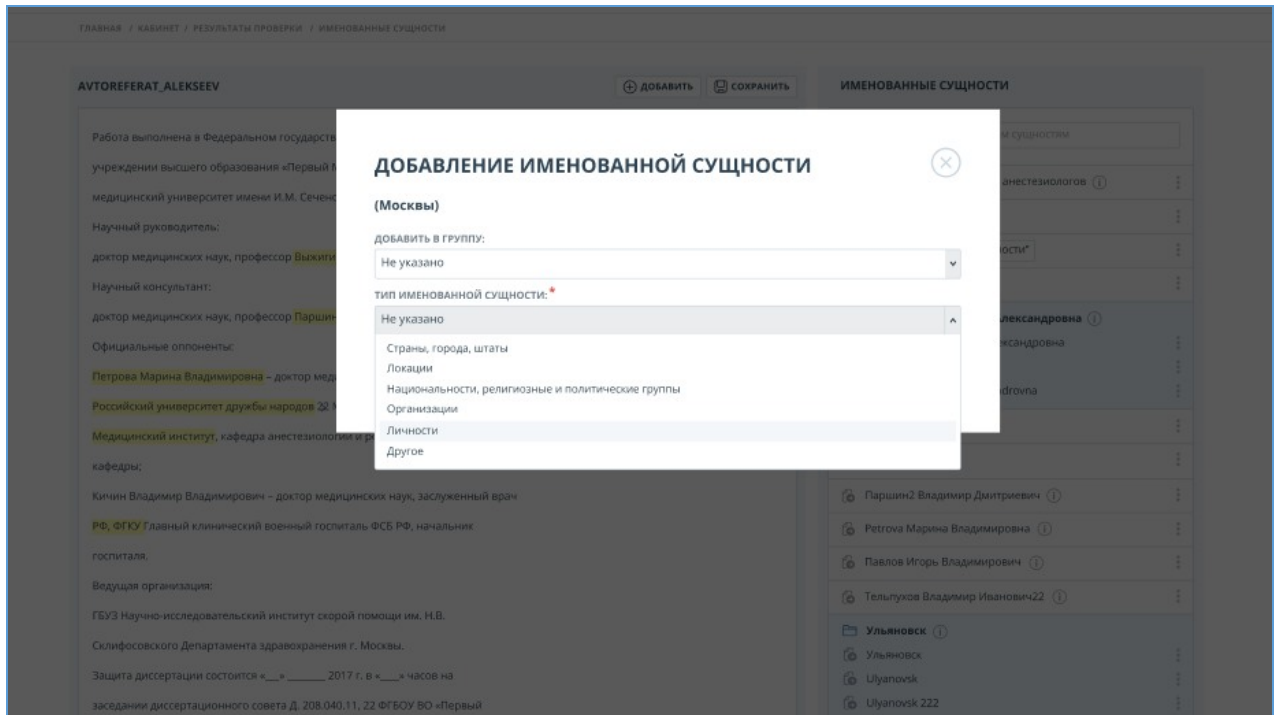 ГЛАВНАЯ / КАБИНЕТ / РЕЗУЛЬТАТЫ ПРОВЕРКИ / ИМЕНОВАННЫЕ СУЩНОСТИ
AVTOREFERAT_ALEKSEEV
ДОБАВИТЬ
СОХРАНИТЬ
Работа выполнена в Федеральном государств
учреждении высшего образования «Первый М
медицинский университет имени И.М. Сечено
Научный руководитель:
доктор медицинских наук, профессор Выжиги
Научный консультант:
доктор медицинских наук, профессор Паршин
Официальные оппоненты:
Петрова Марина Владимировна – доктор меди
Российский университет дружбы народов 22
Медицинский институт, кафедра анестезиологии и р
кафедры;
Кичин Владимир Владимирович – доктор медицинских наук, заслуженный врач
РФ, ФГКУ Главный клинический военный госпиталь ФСБ РФ, начальник
госпиталя.
Ведущая организация:
ГБУЗ Научно-исследовательский институт скорой помощи им. Н.В.
Склифосовского Департамента здравоохранения г. Москвы.
Защита диссертации состоится «___» _______ 2017 г. в «____» часов на
заседании диссертационного совета Д. 208.040.11, 22 ФГБОУ ВО «Первый
ДОБАВЛЕНИЕ ИМЕНОВАННОЙ СУЩНОСТИ
(Москвы)
ДОБАВИТЬ В ГРУППУ:
Не указано
ТИП ИМЕНОВАННОЙ СУЩНОСТИ:*
Не указано
Страны, города, штаты
Локации
Национальности, религиозные и политические группы
Организации
Личности
Другое
ИМЕНОВАННЫЕ СУЩНОСТИ
м сущностям
анестезиологов
ости"
лександровна
ксандровна
drovna
Паршин2 Владимир Дмитриевич
Petrova Марина Владимировна
Павлов Игорь Владимирович
Тельпухов Владимир Иванович22
Ульяновск
Ульяновск
Ulyanovsk
Ulyanovsk 222